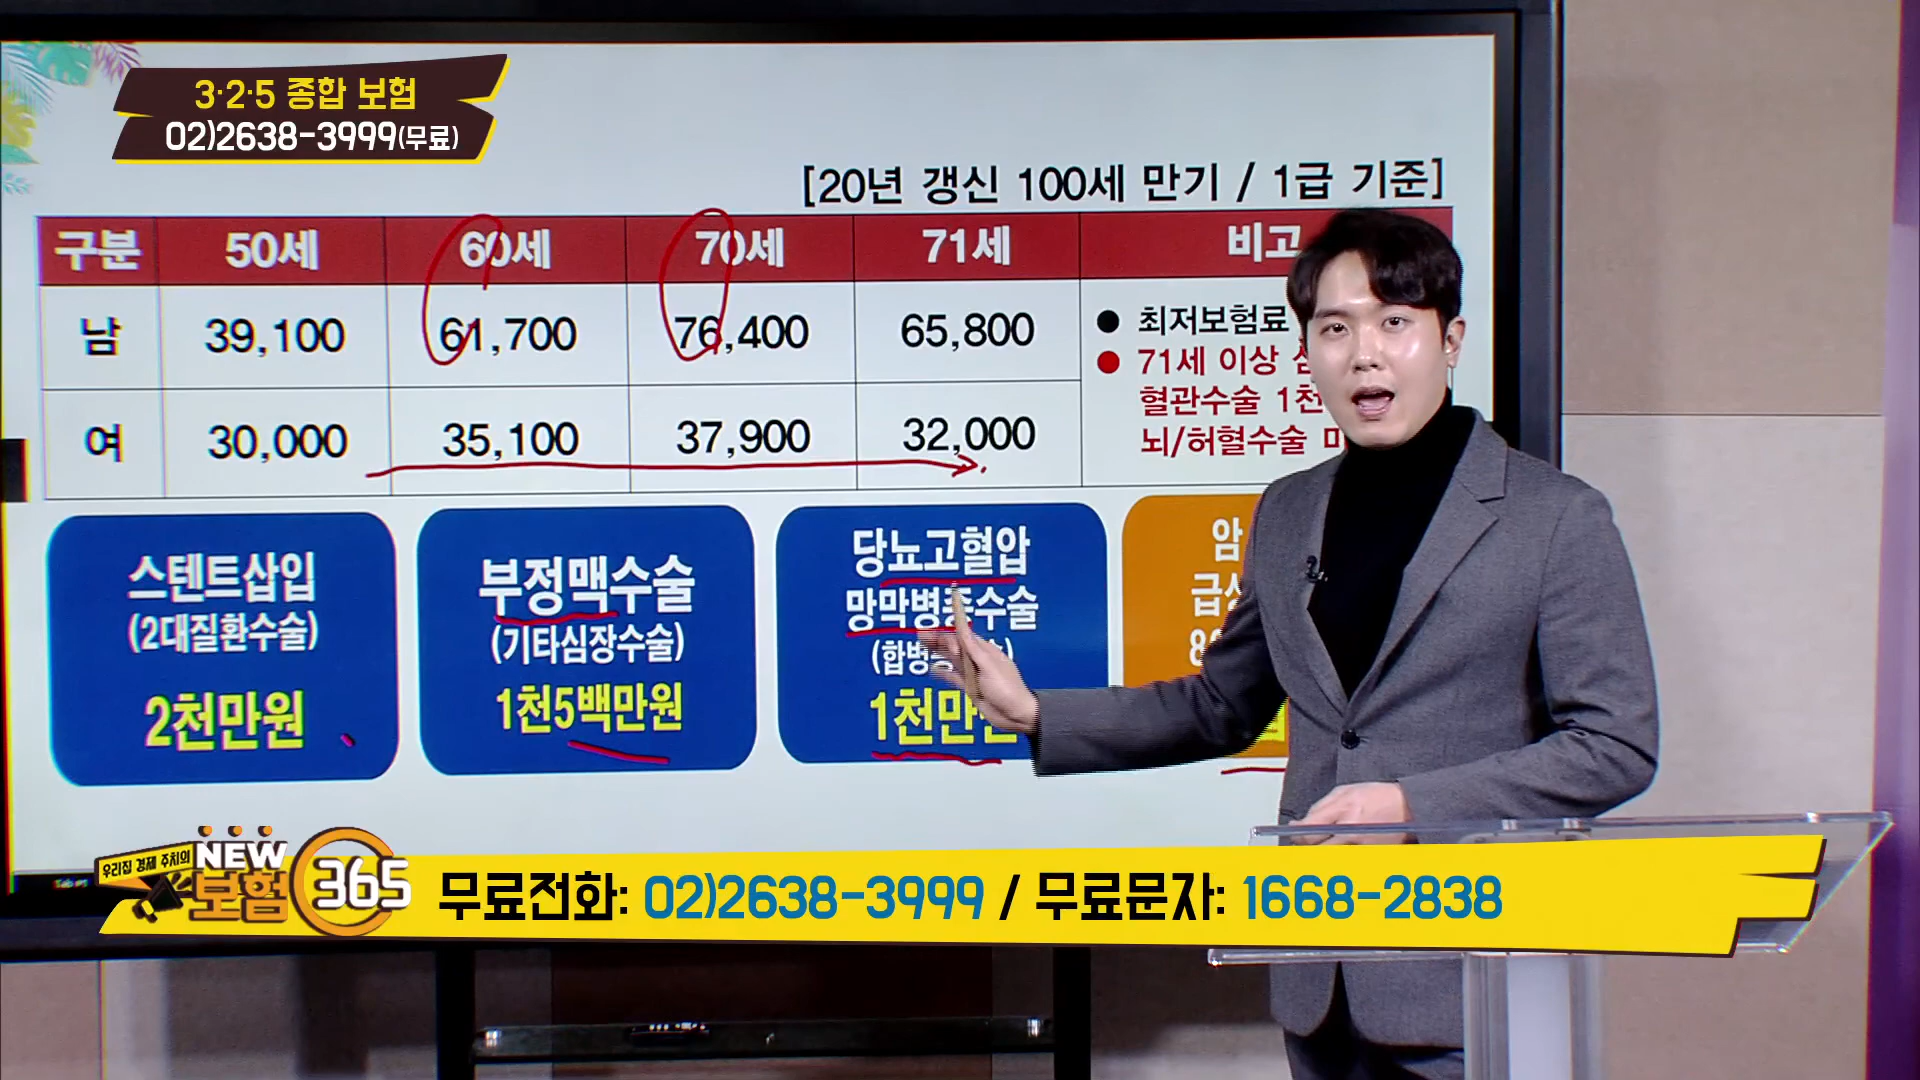 3·2·5 종합 보험
02)2638-3999(무료)
[20년 갱신 100세 만기 / 1급 기준]
구분 50세 60세 70세 71세 비고
남 39,100 61,700 76,400 65,800
여 30,000 35,100 37,900 32,000
● 최저보험료
● 71세 이상
혈관수술 1천
뇌/허혈수술
스텐트삽입
(2대질환수술)
2천만원
부정맥수술
(기타심장수술)
1천5백만원
당뇨고혈압
망막병증수술
1천만원
암
우리집 경제 주치의
NEW
보험 365
무료전화: 02)2638-3999 / 무료문자: 1668-2838